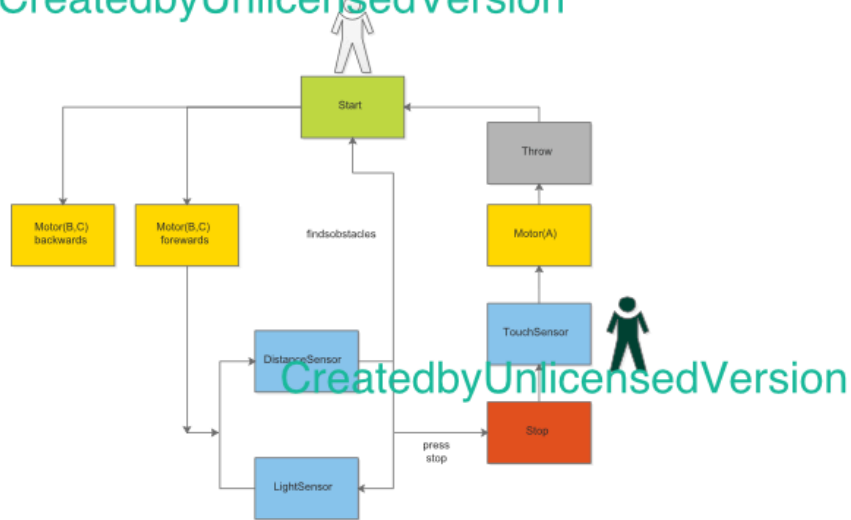 CreatedbyUnlicensedVersion
Start
Throw
Motor(B,C)
backwards
Motor(B,C)
forewards
findsobstacles
Motor(A)
TouchSensor
DistanceSensor
CreatedbyUnlicensedVersion
Stop
press
stop
LightSensor